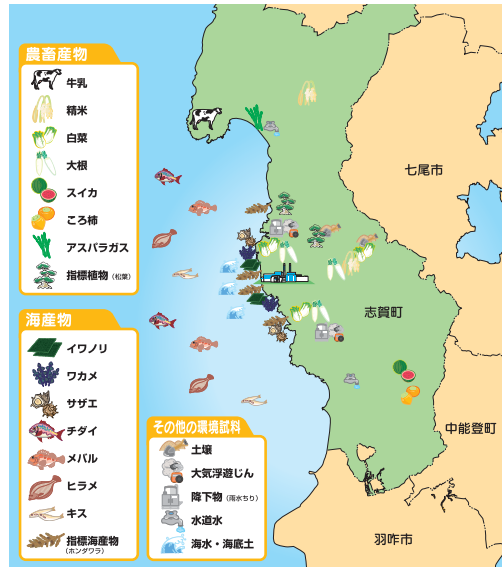 農畜産物
牛乳
精米
白菜
大根
スイカ
ころ柿
アスパラガス
指標植物(松葉)
海産物
イワノリ
ワカメ
サザエ
チダイ
メバル
ヒラメ
キス
指標海産物
(ホンダワラ)
その他の環境試料
土壌
大気浮遊じん
降下物(雨水ちり)
水道水
海水・海底土
七尾市
志賀町
中能登町
羽咋市